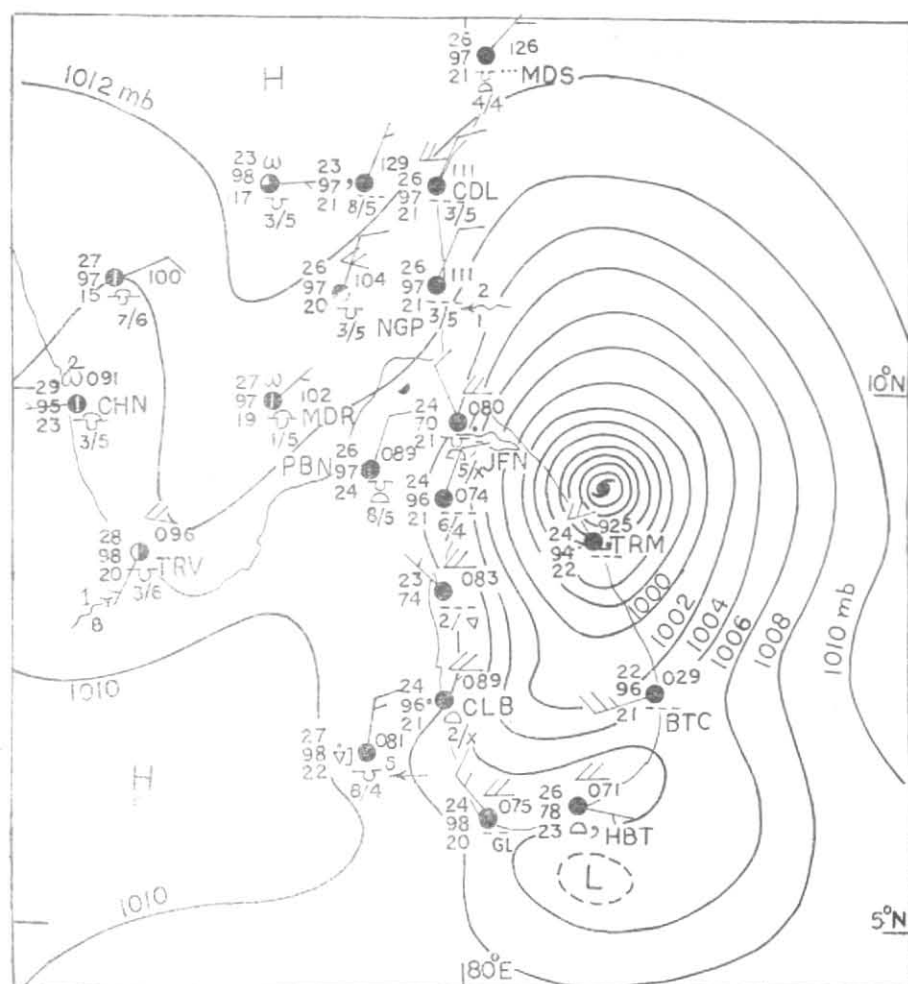 26
97 126
21 MDS
4/4
H
1012 mb
23 ω
98
17
3/5
23 129
97
21 8/5
26 111
97 CDL
21 3/5
27
97 100
15
7/6
26
97 104
20
3/5
NGP
26 111
97
21 3/5
2
1
10°N
2
ω 091
29
95 CHN
23
3/5
27 ω
97 102
19 MDR
1/5
24 080
70
21
JFN
5/x
PBN
26 089
97
24
8/5
24 074
96
21 6/4
096
28
98
20 TRV
3/6
1
7
8
925
24
94 TRM
22
23 083
74
2/
1000
1002
1004
1006
1008
1010 mb
1010
24 089
96
21 CLB
2/x
22 029
96
21 BTC
27
98 081
22
5
6/4
H
24 075
98
20 GL
26 071
78
23 HBT
L
1010
5°N
80°E